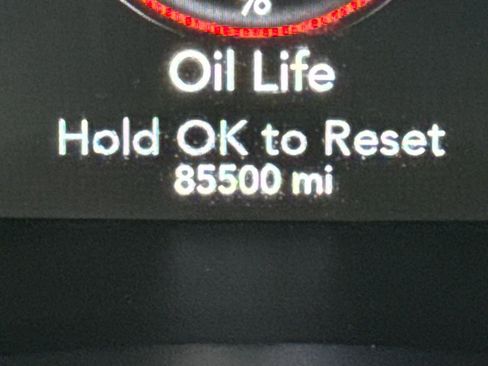 %
Oil Life
Hold OK to Reset
85500 mi